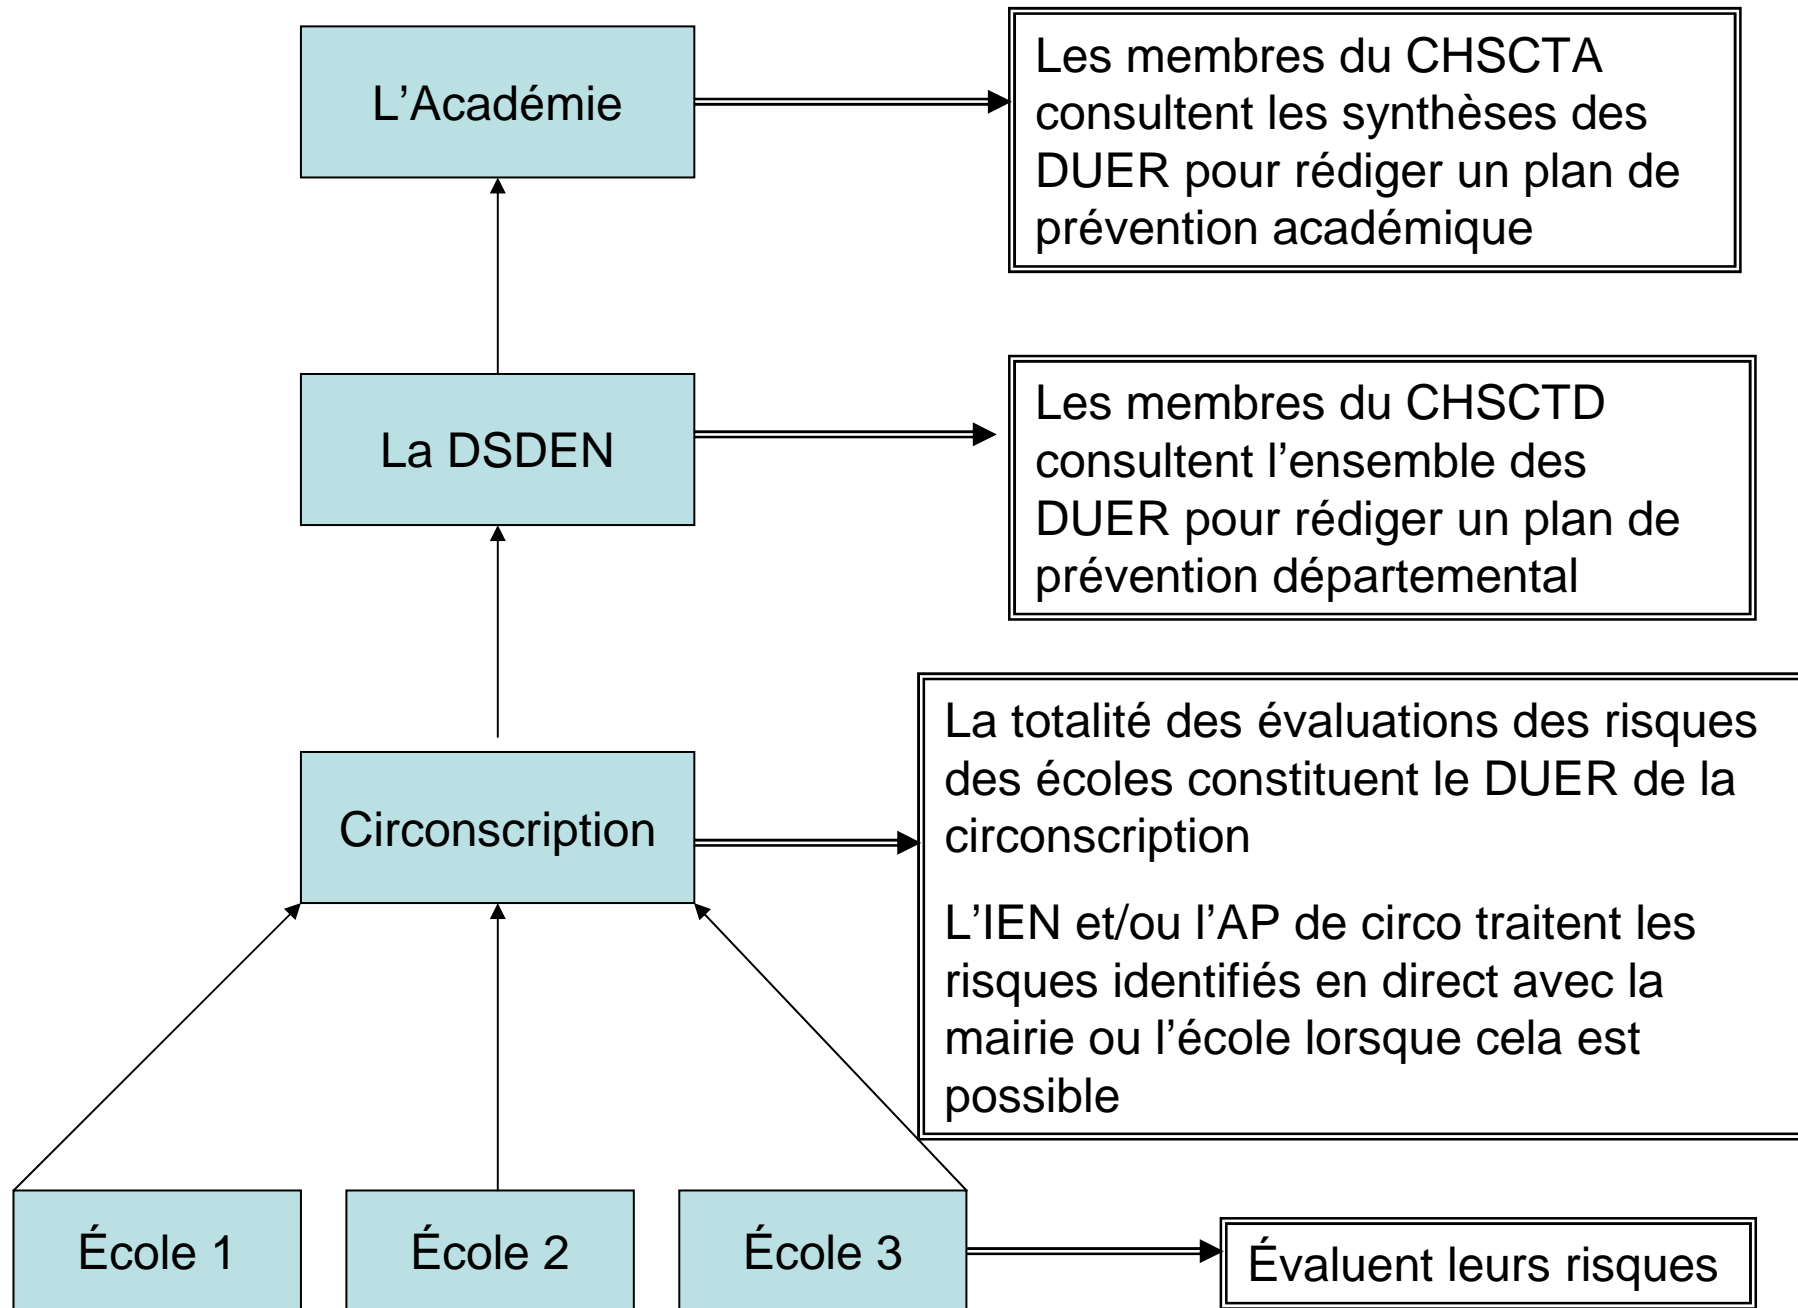 L’Académie
Les membres du CHSCTA
consultent les synthèses des
DUER pour rédiger un plan de
prévention académique
La DSDEN
Les membres du CHSCTD
consultent l’ensemble des
DUER pour rédiger un plan de
prévention départemental
Circonscription
La totalité des évaluations des risques
des écoles constituent le DUER de la
circonscription
L’IEN et/ou l’AP de circo traitent les
risques identifiés en direct avec la
mairie ou l’école lorsque cela est
possible
École 1
École 2
École 3
Évaluent leurs risques